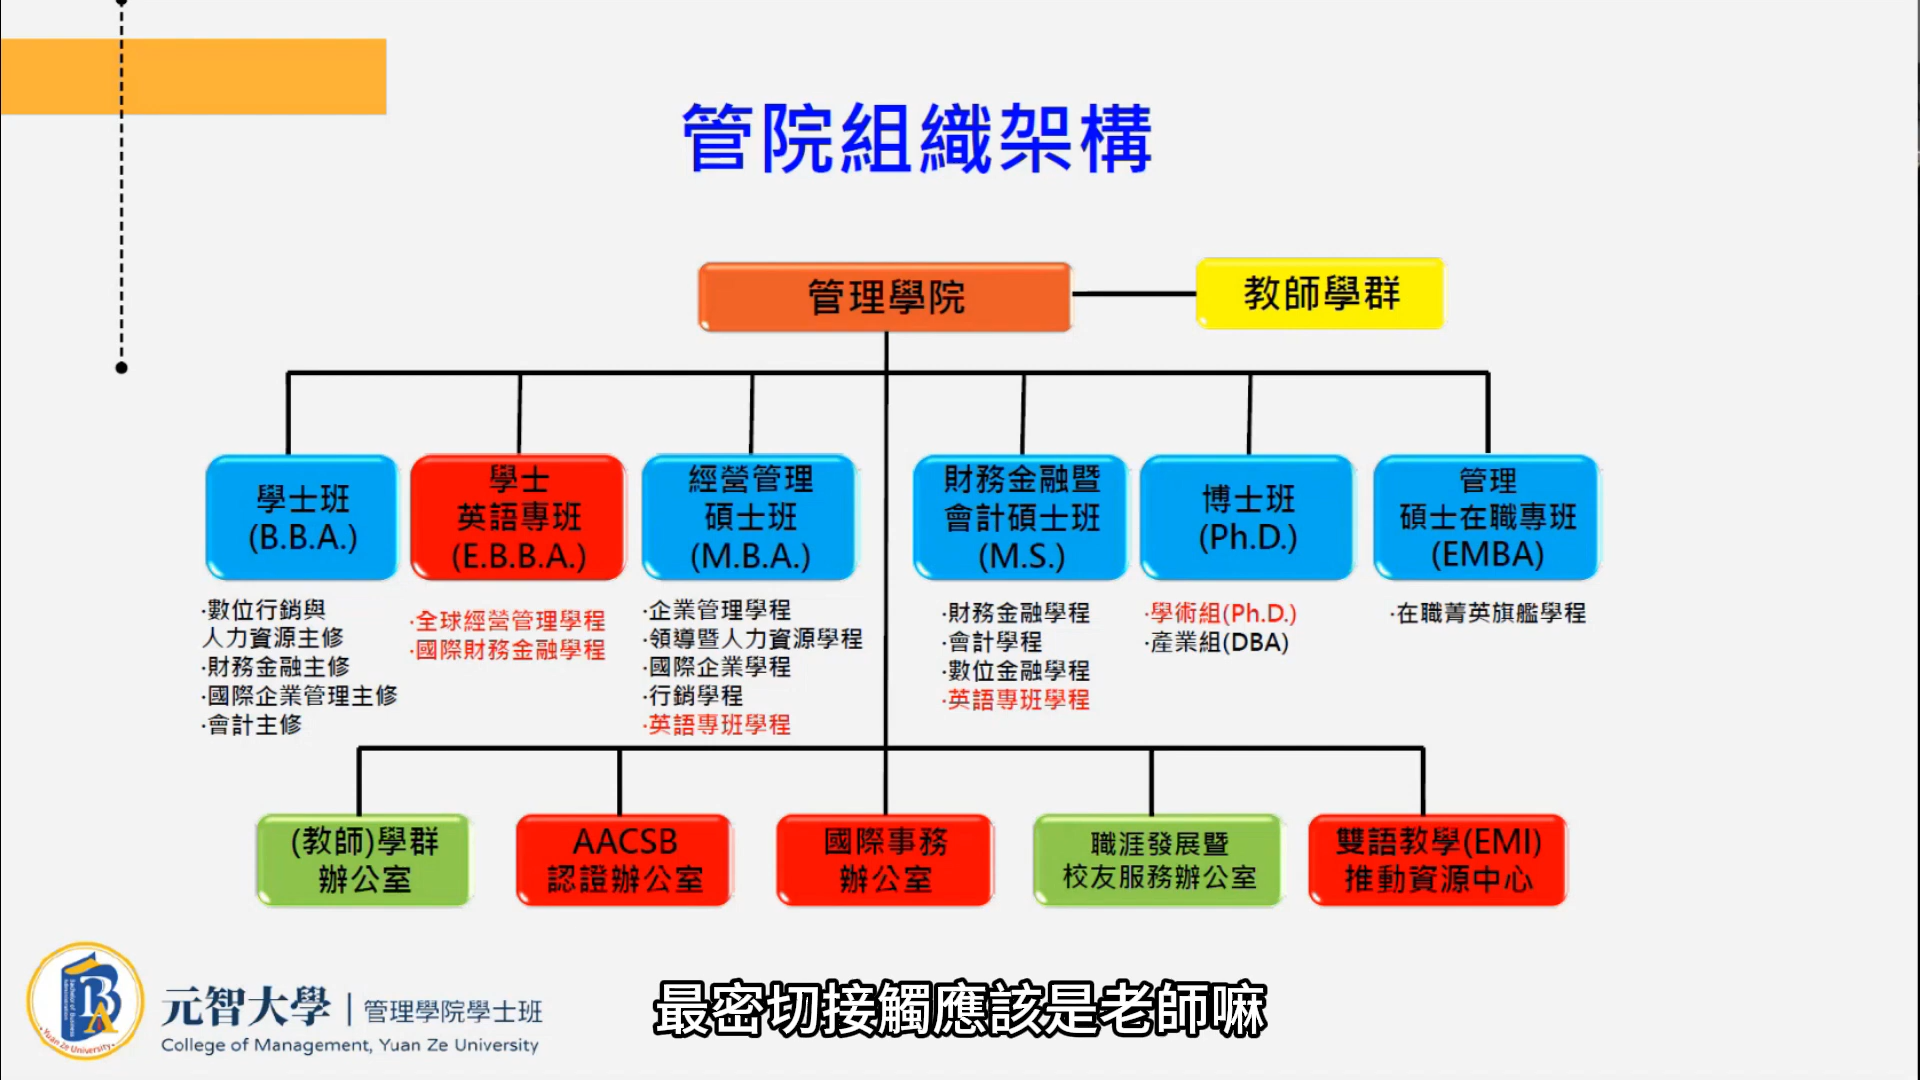 管院組織架構
管理學院
教師學群
學士班
(B.B.A.)
學士
英語專班
(E.B.B.A.)
經營管理
碩士班
(M.B.A.)
財務金融暨
會計碩士班
(M.S.)
博士班
(Ph.D.)
管理
碩士在職專班
(EMBA)
·數位行銷與
人力資源主修
·財務金融主修
·國際企業管理主修
·會計主修
·全球經營管理學程
·國際財務金融學程
·企業管理學程
·領導暨人力資源學程
·國際企業學程
·行銷學程
·英語專班學程
·財務金融學程
·會計學程
·數位金融學程
·英語專班學程
·學術組(Ph.D.)
·產業組(DBA)
·在職菁英旗艦學程
(教師)學群
辦公室
AACSB
認證辦公室
國際事務
辦公室
職涯發展暨
校友服務辦公室
雙語教學(EMI)
推動資源中心
元智大學|管理學院學士班
College of Management, Yuan Ze University
BBA
Bachelor of Business Administration
Yuan Ze University
最密切接觸應該是老師嘛